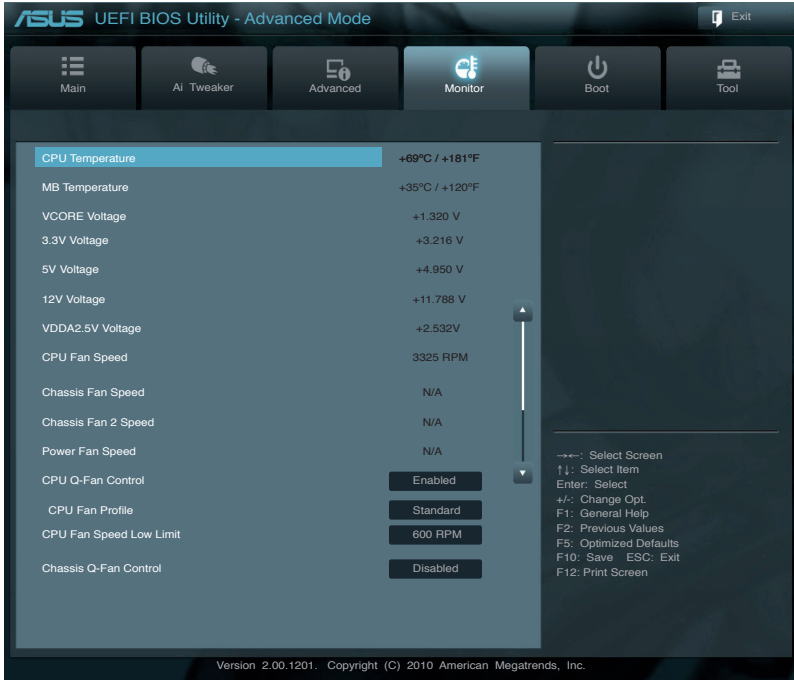 ASUS UEFI BIOS Utility - Advanced Mode Exit
Main Ai Tweaker Advanced Monitor Boot Tool
CPU Temperature +69ºC / +181ºF
MB Temperature +35ºC / +120ºF
VCORE Voltage +1.320 V
3.3V Voltage +3.216 V
5V Voltage +4.950 V
12V Voltage +11.788 V
VDDA2.5V Voltage +2.532V
CPU Fan Speed 3325 RPM
Chassis Fan Speed N/A
Chassis Fan 2 Speed N/A
Power Fan Speed N/A
CPU Q-Fan Control Enabled
CPU Fan Profile Standard
CPU Fan Speed Low Limit 600 RPM
Chassis Q-Fan Control Disabled
→←: Select Screen
↑↓: Select Item
Enter: Select
+/-: Change Opt.
F1: General Help
F2: Previous Values
F5: Optimized Defaults
F10: Save ESC: Exit
F12: Print Screen
Version 2.00.1201. Copyright (C) 2010 American Megatrends, Inc.